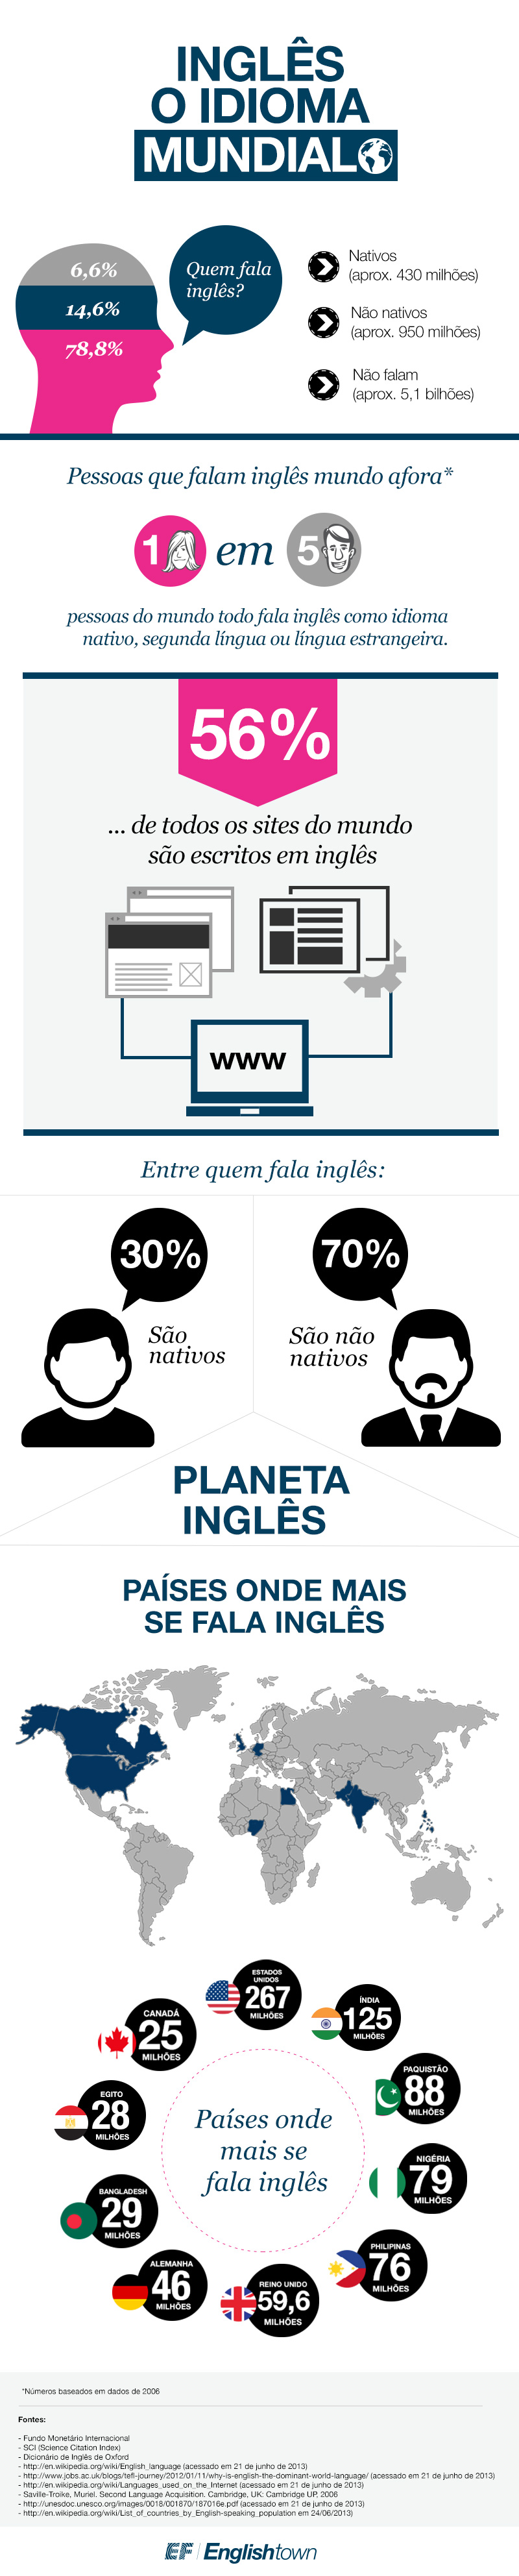 INGLÊS
O IDIOMA
MUNDIAL
6,6%
14,6%
78,8%
Quem fala
inglês?
Nativos
(aprox. 430 milhões)
Não nativos
(aprox. 950 milhões)
Não falam
(aprox. 5,1 bilhões)
Pessoas que falam inglês mundo afora*
1 em 5
pessoas do mundo todo fala inglês como idioma
nativo, segunda língua ou língua estrangeira.
56%
... de todos os sites do mundo
são escritos em inglês
www
Entre quem fala inglês:
30%
São
nativos
70%
São não
nativos
PLANETA
INGLÊS
PAÍSES ONDE MAIS
SE FALA INGLÊS
ESTADOS
UNIDOS
267
MILHÕES
ÍNDIA
125
MILHÕES
PAQUISTÃO
88
MILHÕES
NIGÉRIA
79
MILHÕES
PHILIPINAS
76
MILHÕES
REINO UNIDO
59,6
MILHÕES
ALEMANHA
46
MILHÕES
BANGLADESH
29
MILHÕES
EGITO
28
MILHÕES
CANADÁ
25
MILHÕES
Países onde
mais se
fala inglês
*Números baseados em dados de 2006
Fontes:
- Fundo Monetário Internacional
- SCI (Science Citation Index)
- Dicionário de Inglês de Oxford
- http://en.wikipedia.org/wiki/English_language (acessado em 21 de junho de 2013)
- http://www.jobs.ac.uk/blogs/tefl-journey/2012/01/11/why-is-english-the-dominant-world-language/ (acessado em 21 de junho de 2013)
- http://en.wikipedia.org/wiki/Languages_used_on_the_Internet (acessado em 21 de junho de 2013)
- Saville-Troike, Muriel. Second Language Acquisition. Cambridge, UK: Cambridge UP, 2006
- http://unesdoc.unesco.org/images/0018/001870/187016e.pdf (acessado em 21 de junho de 2013)
- http://en.wikipedia.org/wiki/List_of_countries_by_English-speaking_population em 24/06/2013)
EF Englishtown